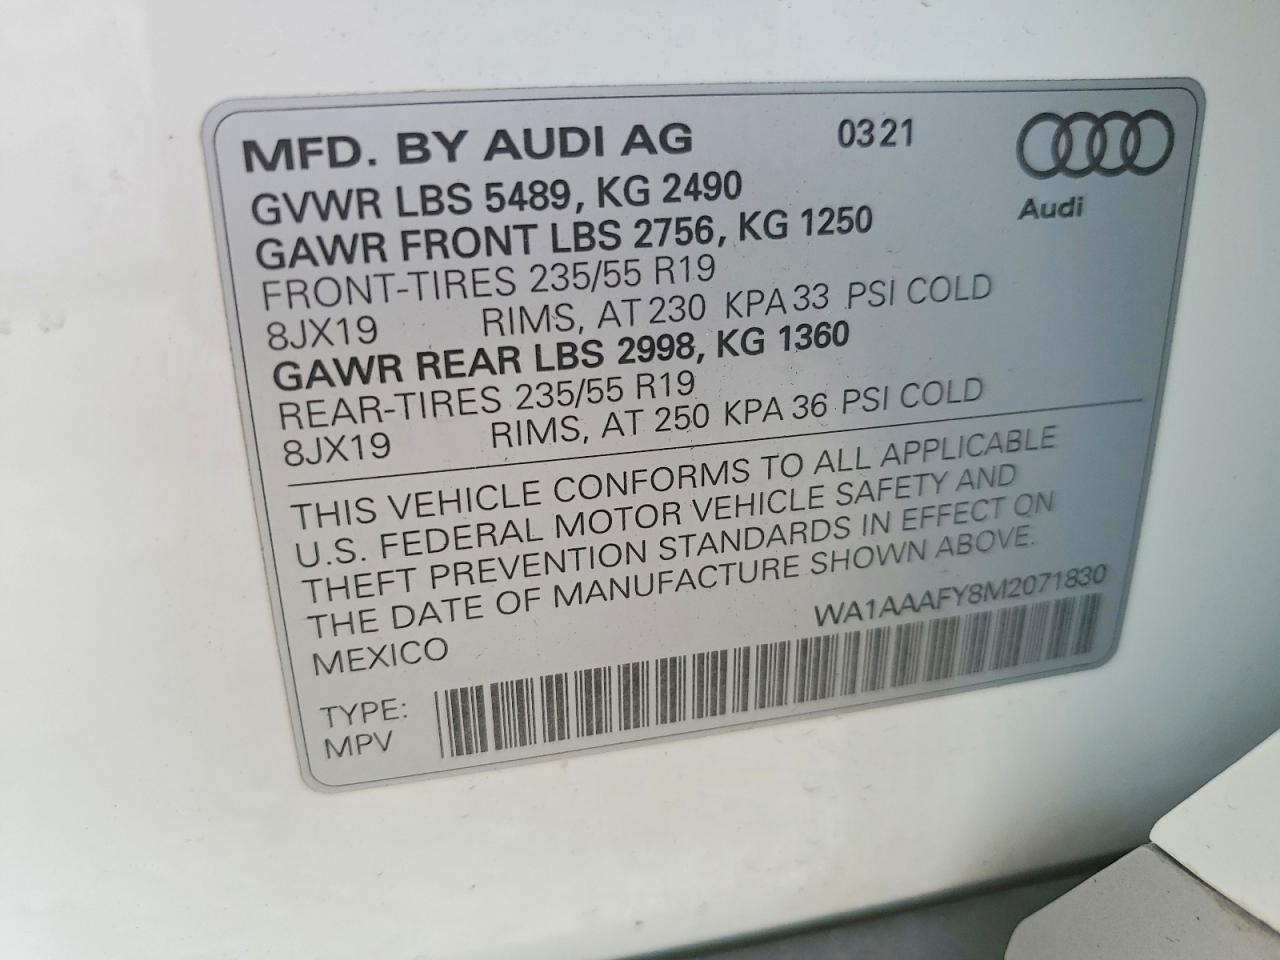 MFD. BY AUDI AG 03 21
Audi
GVWR LBS 5489, KG 2490
GAWR FRONT LBS 2756, KG 1250
FRONT-TIRES 235/55 R19
8JX19 RIMS, AT 230 KPA 33 PSI COLD
GAWR REAR LBS 2998, KG 1360
REAR-TIRES 235/55 R19
8JX19 RIMS, AT 250 KPA 36 PSI COLD
THIS VEHICLE CONFORMS TO ALL APPLICABLE
U.S. FEDERAL MOTOR VEHICLE SAFETY AND
THEFT PREVENTION STANDARDS IN EFFECT ON
THE DATE OF MANUFACTURE SHOWN ABOVE.
MEXICO WA1AAAFY8M2071830
TYPE:
MPV